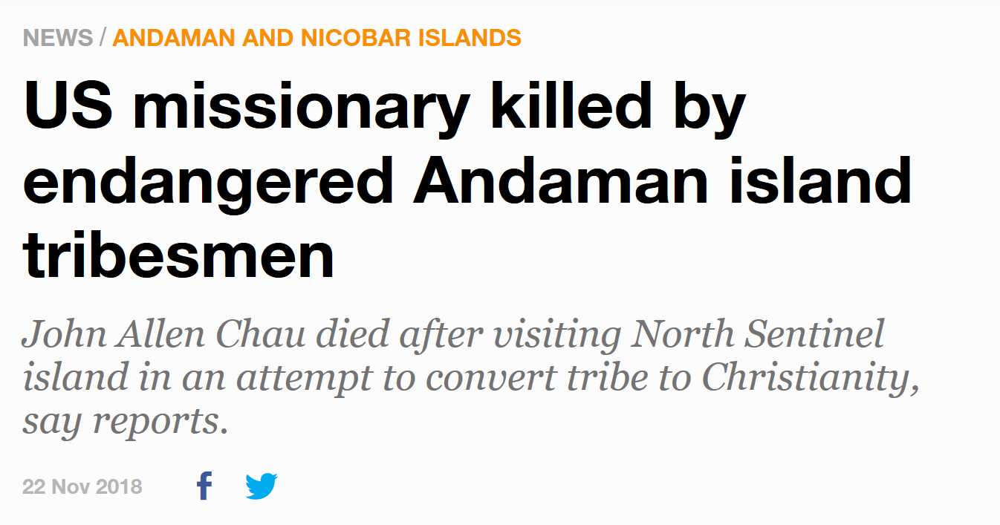 NEWS / ANDAMAN AND NICOBAR ISLANDS
US missionary killed by
endangered Andaman island
tribesmen
John Allen Chau died after visiting North Sentinel
island in an attempt to convert tribe to Christianity,
say reports.
22 Nov 2018